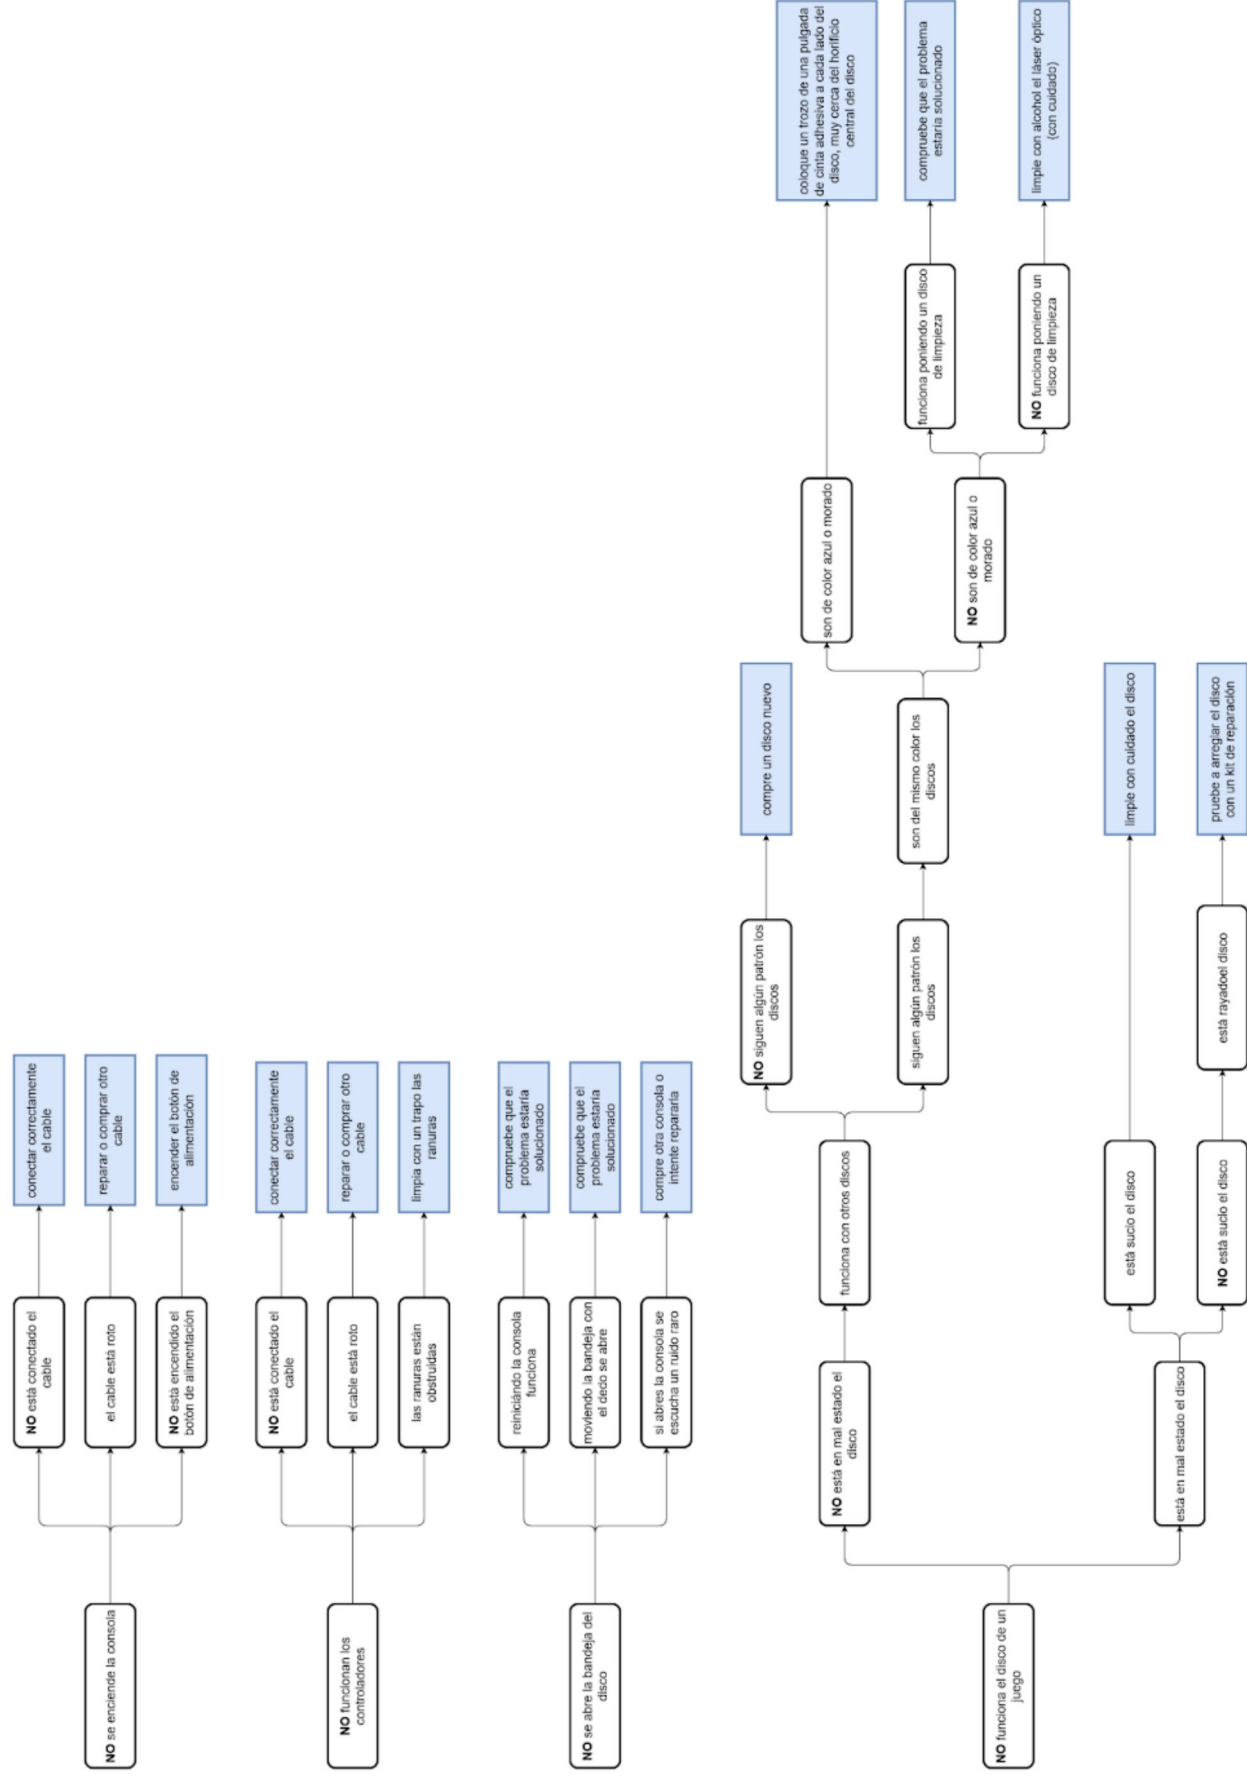 NO se enciende la consola
NO está conectado el
cable
conectar correctamente
el cable
el cable está roto
reparar o comprar otro
cable
NO está encendido el
botón de alimentación
encender el botón de
alimentación
NO funcionan los
controladores
NO está conectado el
cable
conectar correctamente
el cable
el cable está roto
reparar o comprar otro
cable
las ranuras están
obstruidas
limpia con un trapo las
ranuras
NO se abre la bandeja del
disco
reiniciándo la consola
funciona
compruebe que el
problema estaría
solucionado
moviendo la bandeja con
el dedo se abre
compruebe que el
problema estaría
solucionado
si abres la consola se
escucha un ruido raro
compre otra consola o
intente repararla
NO funciona el disco de un
juego
NO está en mal estado el
disco
funciona con otros discos
NO siguen algún patrón los
discos
compre un disco nuevo
siguen algún patrón los
discos
son del mismo color los
discos
son de color azul o morado
coloque un trozo de una pulgada
de cinta adhesiva a cada lado del
disco, muy cerca del horificio
central del disco
NO son de color azul o
morado
funciona poniendo un disco
de limpieza
compruebe que el problema
estaría solucionado
NO funciona poniendo un
disco de limpieza
limpie con alcohol el láser óptico
(con cuidado)
está en mal estado el disco
está sucio el disco
limpie con cuidado el disco
NO está sucio el disco
está rayadoel disco
pruebe a arreglar el disco
con un kit de reparación